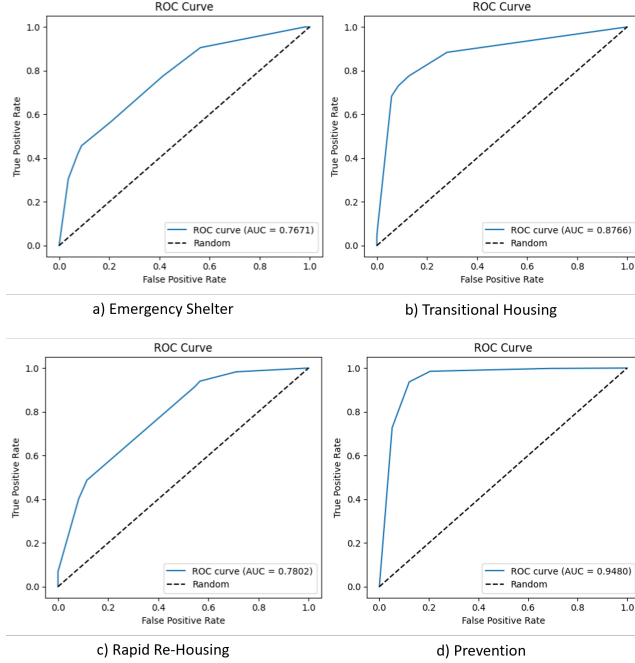 ROC Curve
1.0
0.8
0.6
0.4
0.2
0.0
True Positive Rate
ROC curve (AUC = 0.7671)
Random
0.0 0.2 0.4 0.6 0.8 1.0
False Positive Rate
a) Emergency Shelter
ROC Curve
1.0
0.8
0.6
0.4
0.2
0.0
True Positive Rate
ROC curve (AUC = 0.8766)
Random
0.0 0.2 0.4 0.6 0.8 1.0
False Positive Rate
b) Transitional Housing
ROC Curve
1.0
0.8
0.6
0.4
0.2
0.0
True Positive Rate
ROC curve (AUC = 0.7802)
Random
0.0 0.2 0.4 0.6 0.8 1.0
False Positive Rate
c) Rapid Re-Housing
ROC Curve
1.0
0.8
0.6
0.4
0.2
0.0
True Positive Rate
ROC curve (AUC = 0.9480)
Random
0.0 0.2 0.4 0.6 0.8 1.0
False Positive Rate
d) Prevention